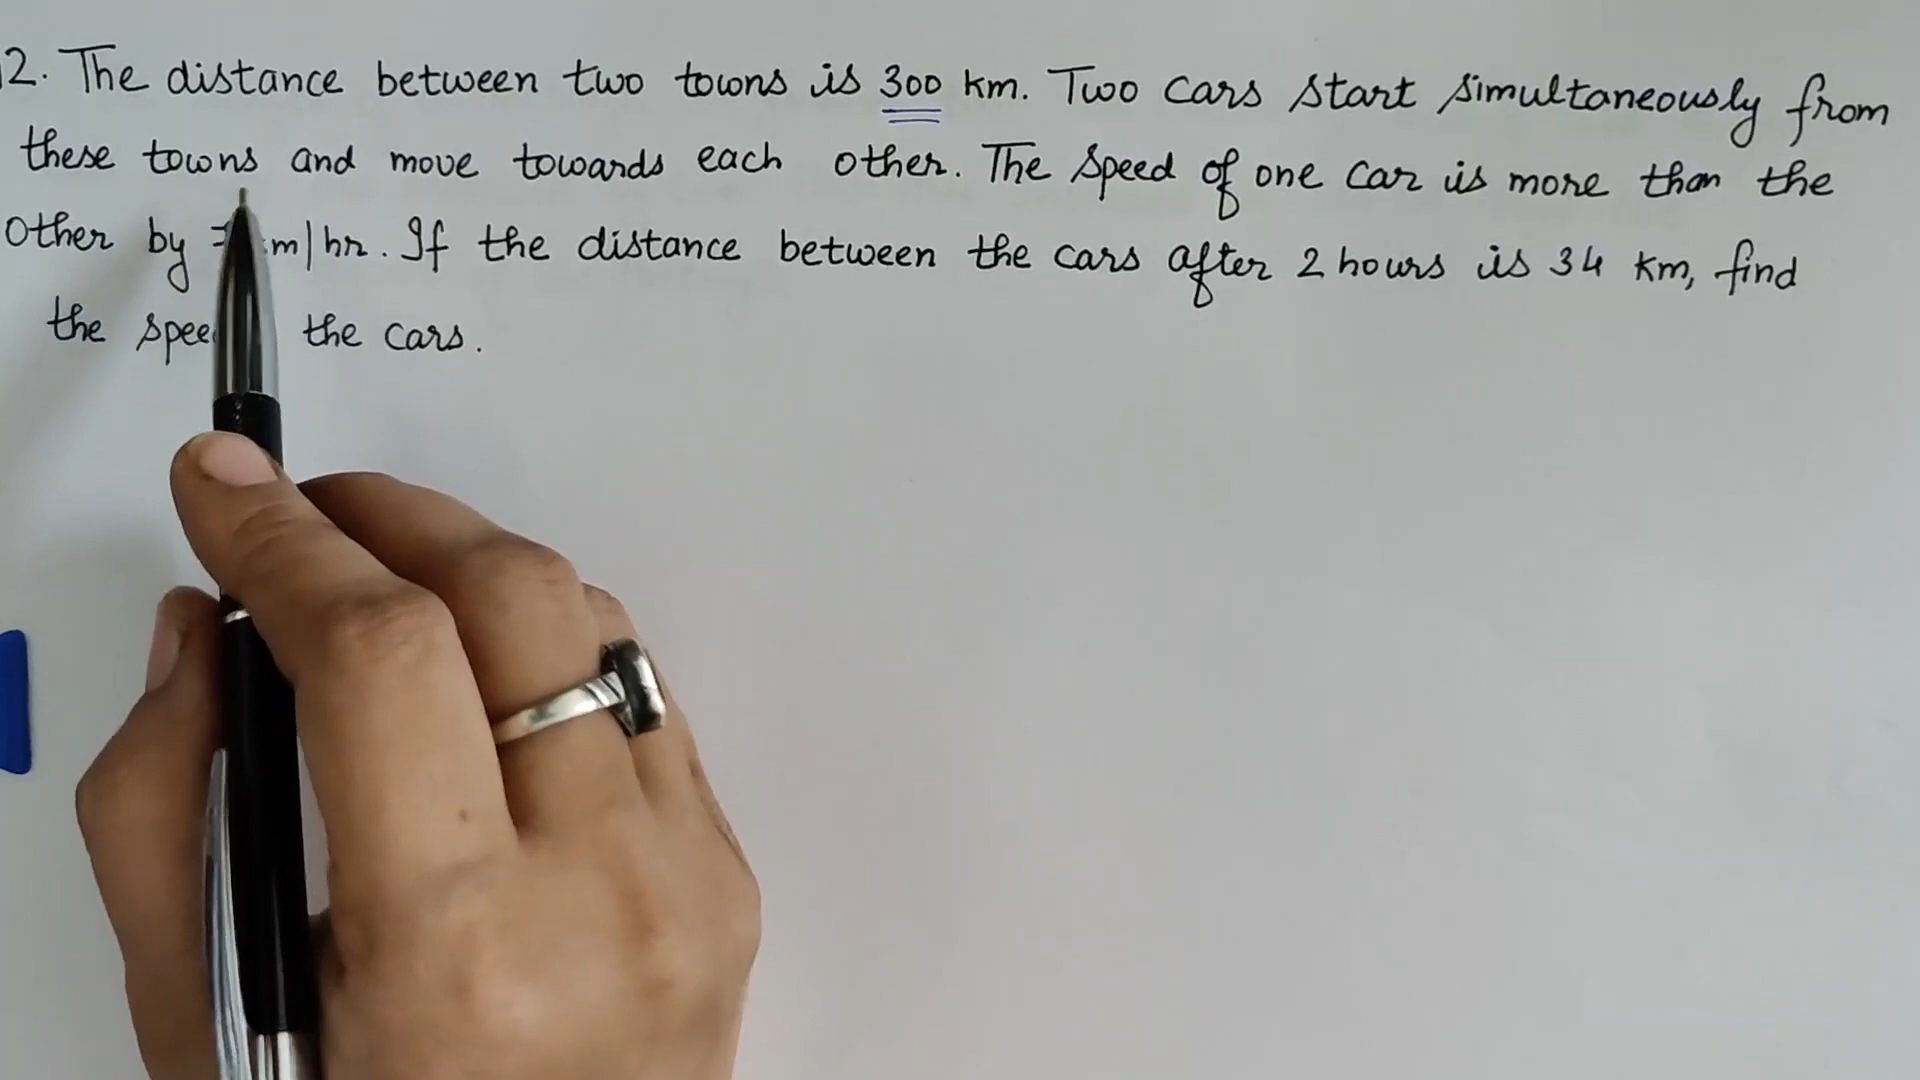 2. The distance between two towns is 300 km. Two cars start simultaneously from
these towns and move towards each other. The speed of one car is more than the
other by m/hr. If the distance between the cars after 2 hours is 34 km, find
the the cars.